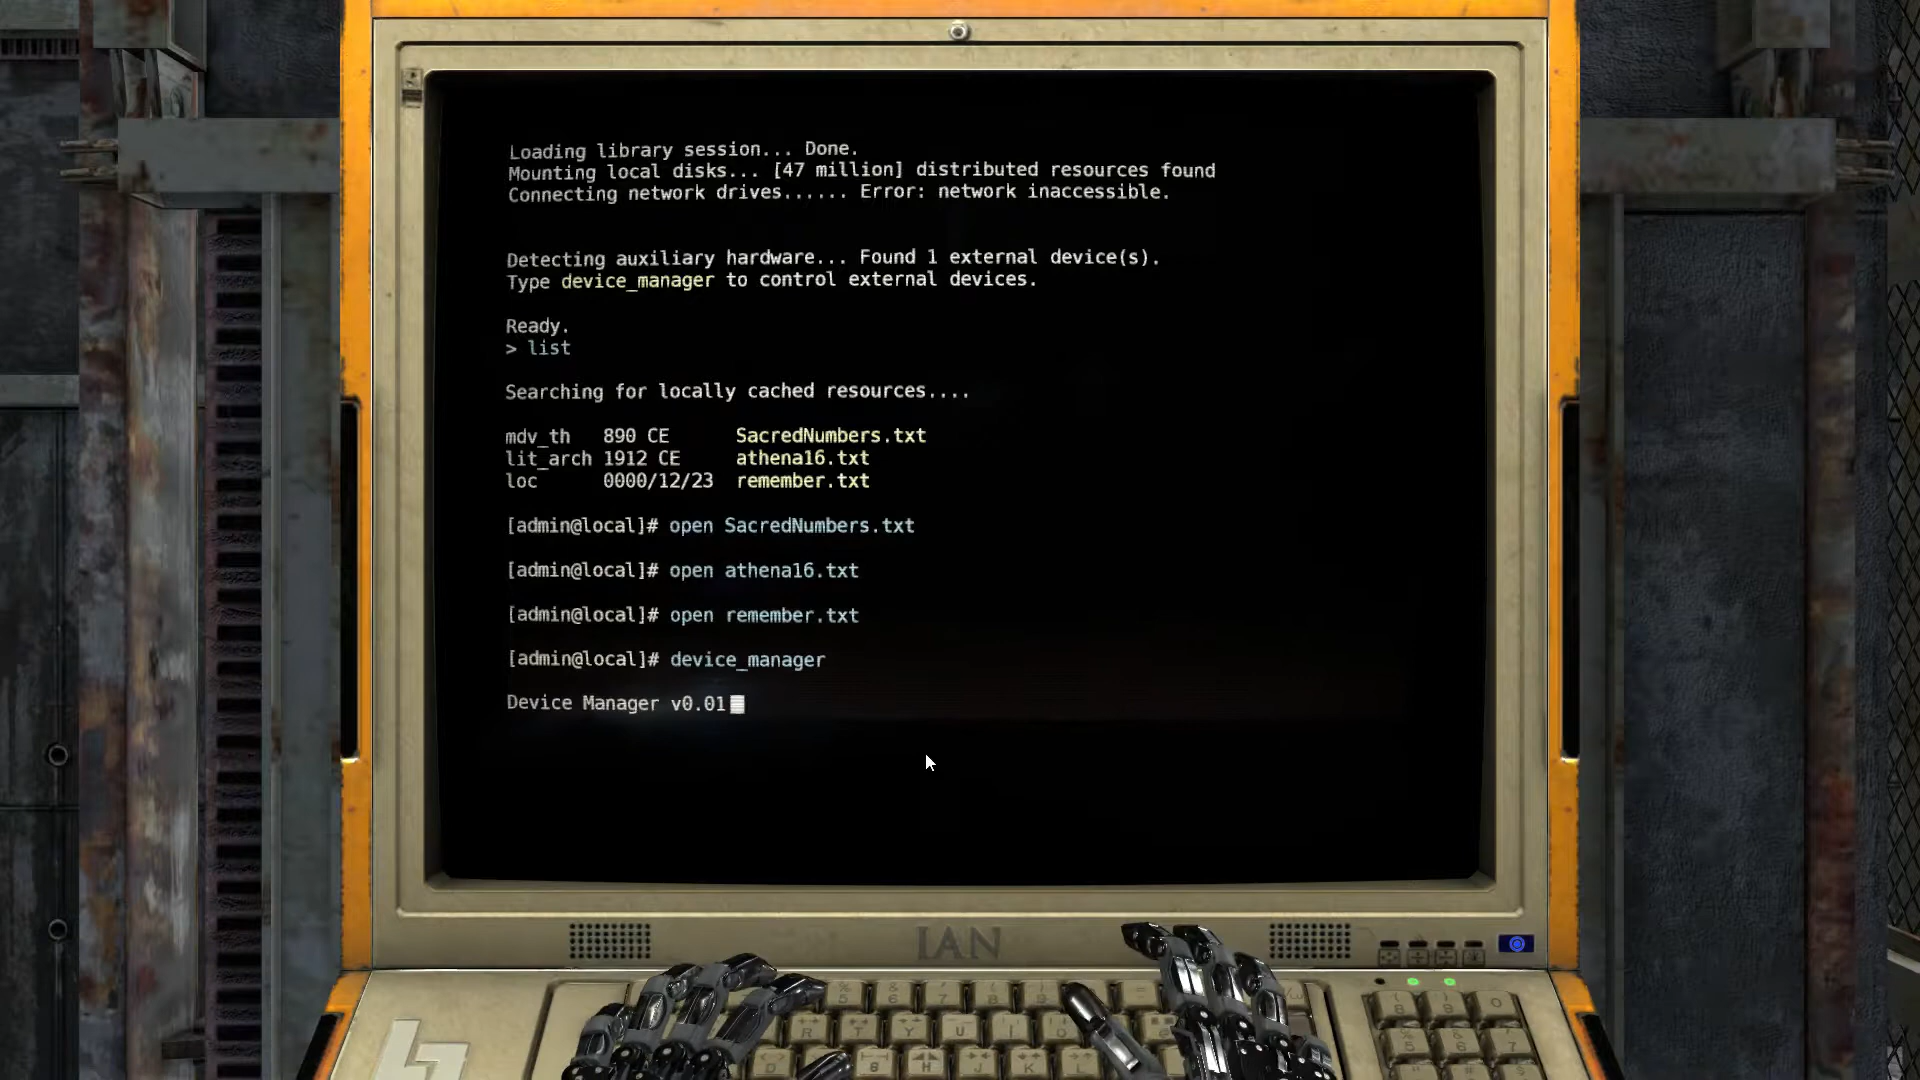 Loading library session... Done.
Mounting local disks... [47 million] distributed resources found
Connecting network drives...... Error: network inaccessible.
Detecting auxiliary hardware... Found 1 external device(s).
Type device_manager to control external devices.
Ready.
> list
Searching for locally cached resources....
mdv_th 890 CE SacredNumbers.txt
lit_arch 1912 CE athena16.txt
loc 0000/12/23 remember.txt
[admin@local]# open SacredNumbers.txt
[admin@local]# open athena16.txt
[admin@local]# open remember.txt
[admin@local]# device_manager
Device Manager v0.01
IAN